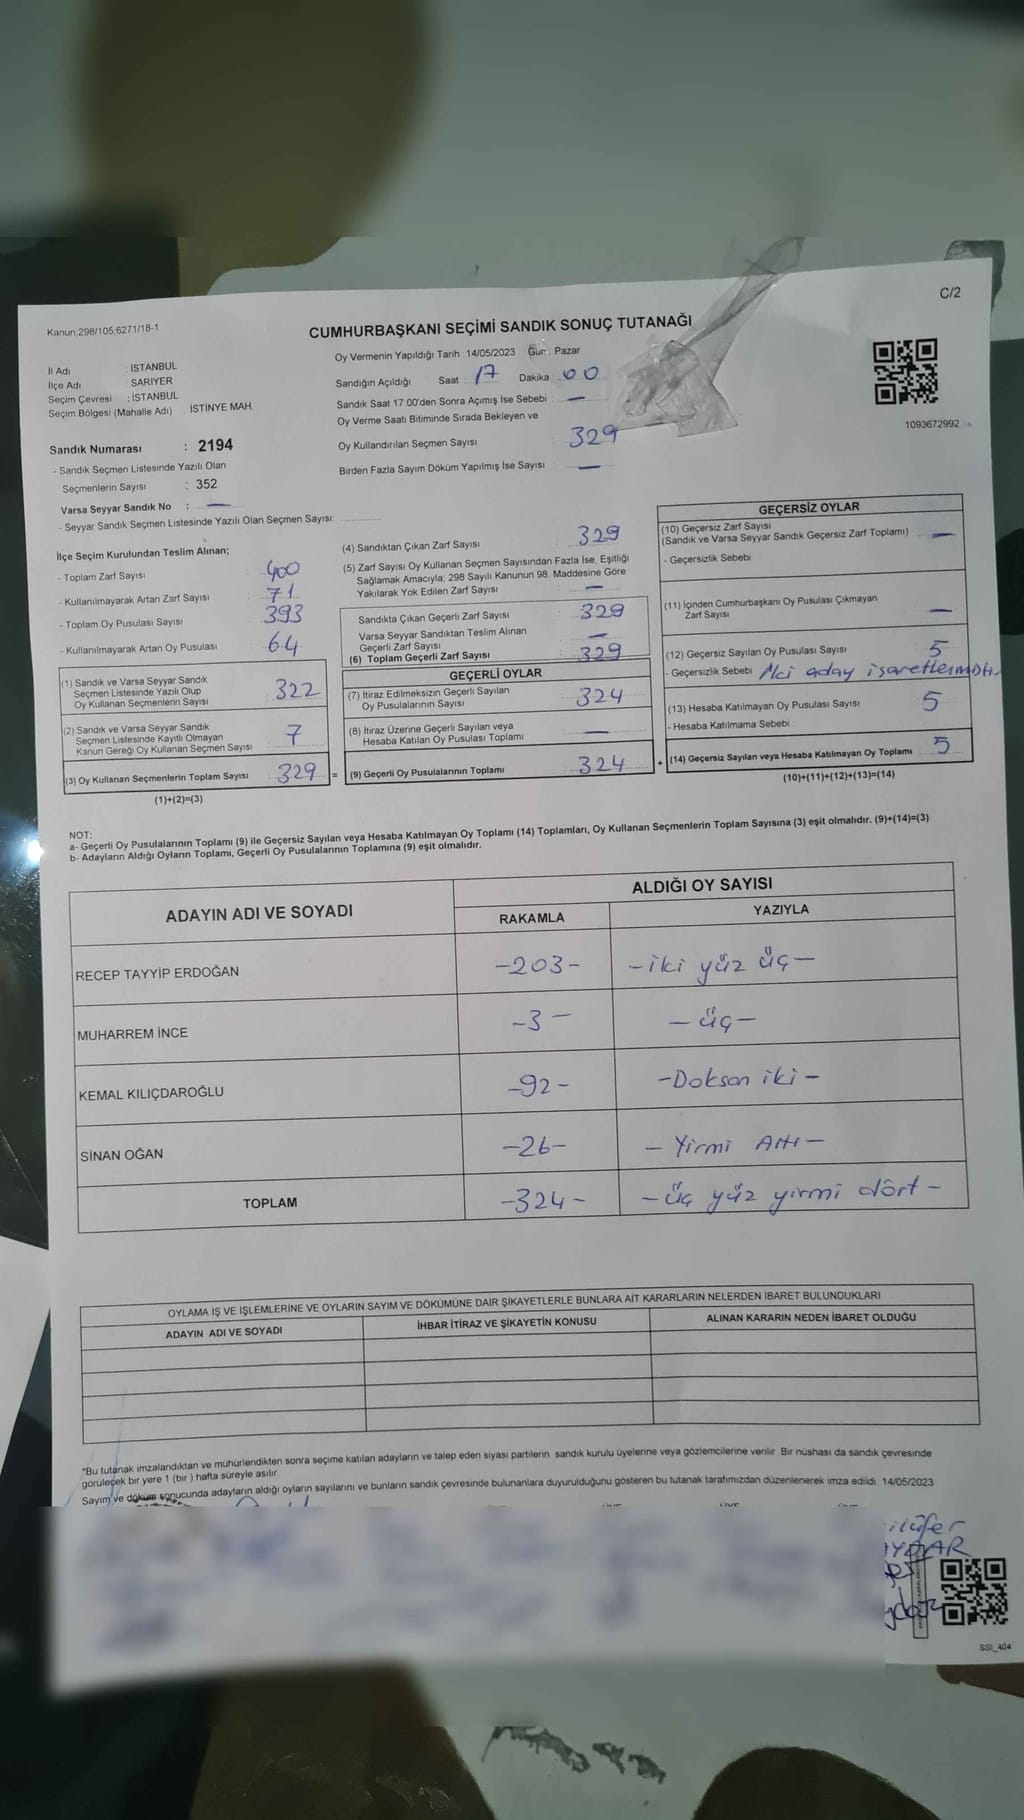 C/2
Kanun,298/105;6271/18-1
CUMHURBAŞKANI SEÇİMİ SANDIK SONUÇ TUTANAĞI
Oy Vermenin Yapıldığı Tarih : 14/05/2023 Gün : Pazar
İl Adı : İSTANBUL
İlçe Adı : SARIYER
Seçim Çevresi : İSTANBUL
Seçim Bölgesi (Mahalle Adı) : İSTİNYE MAH.
Sandığın Açıldığı Saat : 17 Dakika : 00
Sandık Saat 17:00'den Sonra Açımış İse Sebebi : —
Oy Verme Saati Bitiminde Sırada Bekleyen ve
Oy Kullandırılan Seçmen Sayısı : 329
Birden Fazla Sayım Döküm Yapılmış İse Sayısı : —
1093672992
Sandık Numarası : 2194
- Sandık Seçmen Listesinde Yazılı Olan
Seçmenlerin Sayısı : 352
Varsa Seyyar Sandık No : —
- Seyyar Sandık Seçmen Listesinde Yazılı Olan Seçmen Sayısı: ..............
İlçe Seçim Kurulundan Teslim Alınan;
- Toplam Zarf Sayısı : 400
- Kullanılmayarak Artan Zarf Sayısı : 71
- Toplam Oy Pusulası Sayısı : 393
- Kullanılmayarak Artan Oy Pusulası : 64
(1) Sandık ve Varsa Seyyar Sandık
Seçmen Listesinde Yazılı Olup
Oy Kullanan Seçmenlerin Sayısı : 322
(2) Sandık ve Varsa Seyyar Sandık
Seçmen Listesinde Kayıtlı Olmayan
Kanun Gereği Oy Kullanan Seçmen Sayısı : 7
(3) Oy Kullanan Seçmenlerin Toplam Sayısı : 329 =
(1)+(2)=(3)
(4) Sandıktan Çıkan Zarf Sayısı : 329
(5) Zarf Sayısı Oy Kullanan Seçmen Sayısından Fazla İse, Eşitliği
Sağlamak Amacıyla; 298 Sayılı Kanunun 98. Maddesine Göre
Yakılarak Yok Edilen Zarf Sayısı : —
Sandıkta Çıkan Geçerli Zarf Sayısı : 329
Varsa Seyyar Sandıktan Teslim Alınan
Geçerli Zarf Sayısı : —
(6) Toplam Geçerli Zarf Sayısı : 329
GEÇERLİ OYLAR
(7) İtiraz Edilmeksizin Geçerli Sayılan
Oy Pusulalarının Sayısı : 324
(8) İtiraz Üzerine Geçerli Sayılan veya
Hesaba Katılan Oy Pusulası Toplamı : —
(9) Geçerli Oy Pusulalarının Toplamı : 324 +
GEÇERSİZ OYLAR
(10) Geçersiz Zarf Sayısı
(Sandık ve Varsa Seyyar Sandık Geçersiz Zarf Toplamı) : —
- Geçersizlik Sebebi :
(11) İçinden Cumhurbaşkanı Oy Pusulası Çıkmayan
Zarf Sayısı : —
(12) Geçersiz Sayılan Oy Pusulası Sayısı : 5
- Geçersizlik Sebebi : aday işaretlenmişti.
(13) Hesaba Katılmayan Oy Pusulası Sayısı : 5
- Hesaba Katılmama Sebebi :
(14) Geçersiz Sayılan veya Hesaba Katılmayan Oy Toplamı : 5
(10)+(11)+(12)+(13)=(14)
NOT:
a- Geçerli Oy Pusulalarının Toplamı (9) ile Geçersiz Sayılan veya Hesaba Katılmayan Oy Toplamı (14) Toplamları, Oy Kullanan Seçmenlerin Toplam Sayısına (3) eşit olmalıdır. (9)+(14)=(3)
b- Adayların Aldığı Oyların Toplamı, Geçerli Oy Pusulalarının Toplamına (9) eşit olmalıdır.
ADAYIN ADI VE SOYADI
ALDIĞI OY SAYISI
RAKAMLA YAZIYLA
RECEP TAYYİP ERDOĞAN -203- -iki yüz üç-
MUHARREM İNCE -3- -üç-
KEMAL KILIÇDAROĞLU -92- -Doksan iki-
SİNAN OĞAN -26- -Yirmi Altı-
TOPLAM -324- -üç yüz yirmi dört-
OYLAMA İŞ VE İŞLEMLERİNE VE OYLARIN SAYIM VE DÖKÜMÜNE DAİR ŞİKAYETLERLE BUNLARA AİT KARARLARIN NELERDEN İBARET BULUNDUKLARI
ADAYIN ADI VE SOYADI İHBAR İTİRAZ VE ŞİKAYETİN KONUSU ALINAN KARARIN NEDEN İBARET OLDUĞU
*Bu tutanak imzalandıktan ve mühürlendikten sonra seçime katılan adayların ve talep eden siyasi partilerin sandık kurulu üyelerine veya gözlemcilerine verilir. Bir nüshası da sandık çevresinde
görülecek bir yere 1 (bir ) hafta süreyle asılır.
Sayım ve döküm sonucunda adayların aldığı oyların sayılarını ve bunların sandık çevresinde bulunanlara duyurulduğunu gösteren bu tutanak tarafımızdan düzenlenerek imza edildi. 14/05/2023
SSI_404